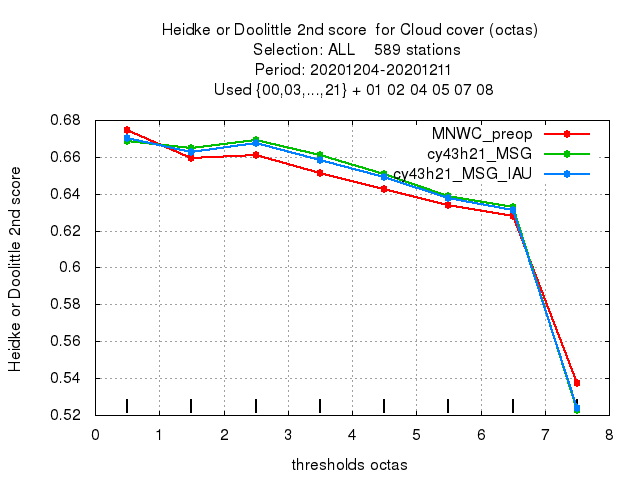 Heidke or Doolittle 2nd score for Cloud cover (octas)
Selection: ALL 589 stations
Period: 20201204-20201211
Used {00,03,...,21} + 01 02 04 05 07 08
MNWC_preop
cy43h21_MSG
cy43h21_MSG_IAU
Heidke or Doolittle 2nd score
0.68
0.66
0.64
0.62
0.6
0.58
0.56
0.54
0.52
0 1 2 3 4 5 6 7 8
thresholds octas